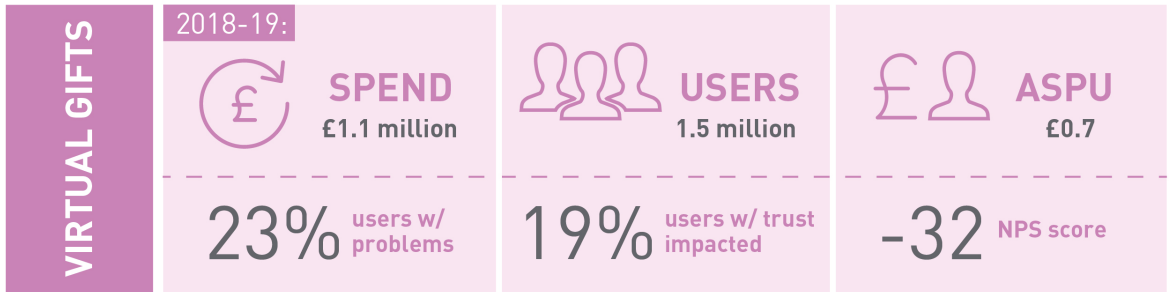 VIRTUAL GIFTS
2018-19:
£
SPEND
£1.1 million
USERS
1.5 million
£
ASPU
£0.7
23%
users w/
problems
19%
users w/ trust
impacted
-32
NPS score